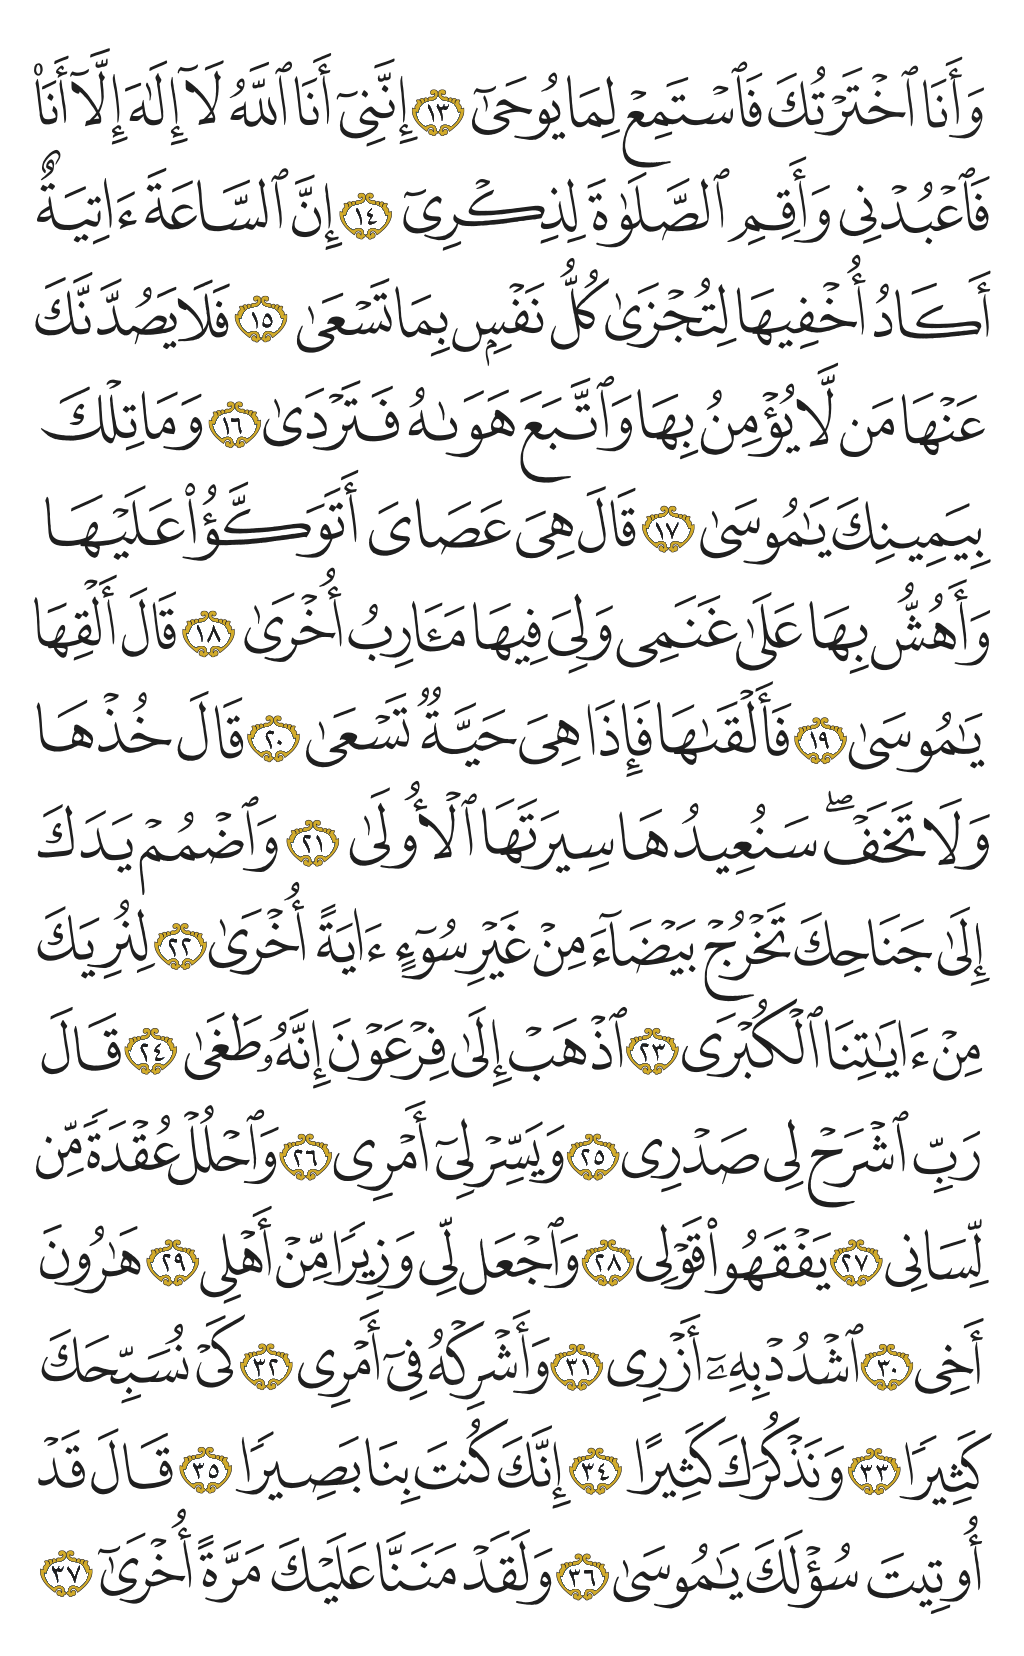 وَأَنَا ٱخْتَرْتُكَ فَٱسْتَمِعْ لِمَا يُوحَىٰٓ ١٣ إِنَّنِىٓ أَنَا ٱللَّهُ لَآ إِلَٰهَ إِلَّآ أَنَا۠
فَٱعْبُدْنِى وَأَقِمِ ٱلصَّلَوٰةَ لِذِكْرِىٓ ١٤ إِنَّ ٱلسَّاعَةَ ءَاتِيَةٌ
أَكَادُ أُخْفِيهَا لِتُجْزَىٰ كُلُّ نَفْسٍۭ بِمَا تَسْعَىٰ ١٥ فَلَا يَصُدَّنَّكَ
عَنْهَا مَن لَّا يُؤْمِنُ بِهَا وَٱتَّبَعَ هَوَىٰهُ فَتَرْدَىٰ ١٦ وَمَا تِلْكَ
بِيَمِينِكَ يَٰمُوسَىٰ ١٧ قَالَ هِىَ عَصَاىَ أَتَوَكَّؤُا۟ عَلَيْهَا
وَأَهُشُّ بِهَا عَلَىٰ غَنَمِى وَلِىَ فِيهَا مَـَٔارِبُ أُخْرَىٰ ١٨ قَالَ أَلْقِهَا
يَٰمُوسَىٰ ١٩ فَأَلْقَىٰهَا فَإِذَا هِىَ حَيَّةٌ تَسْعَىٰ ٢٠ قَالَ خُذْهَا
وَلَا تَخَفْ ۖ سَنُعِيدُهَا سِيرَتَهَا ٱلْأُولَىٰ ٢١ وَٱضْمُمْ يَدَكَ
إِلَىٰ جَنَاحِكَ تَخْرُجْ بَيْضَآءَ مِنْ غَيْرِ سُوٓءٍ ءَايَةً أُخْرَىٰ ٢٢ لِنُرِيَكَ
مِنْ ءَايَٰتِنَا ٱلْكُبْرَى ٢٣ ٱذْهَبْ إِلَىٰ فِرْعَوْنَ إِنَّهُۥ طَغَىٰ ٢٤ قَالَ
رَبِّ ٱشْرَحْ لِى صَدْرِى ٢٥ وَيَسِّرْ لِىٓ أَمْرِى ٢٦ وَٱحْلُلْ عُقْدَةً مِّن
لِّسَانِى ٢٧ يَفْقَهُوا۟ قَوْلِى ٢٨ وَٱجْعَل لِّى وَزِيرًا مِّنْ أَهْلِى ٢٩ هَٰرُونَ
أَخِى ٣٠ ٱشْدُدْ بِهِۦٓ أَزْرِى ٣١ وَأَشْرِكْهُ فِىٓ أَمْرِى ٣٢ كَىْ نُسَبِّحَكَ
كَثِيرًا ٣٣ وَنَذْكُرَكَ كَثِيرًا ٣٤ إِنَّكَ كُنتَ بِنَا بَصِيرًا ٣٥ قَالَ قَدْ
أُوتِيتَ سُؤْلَكَ يَٰمُوسَىٰ ٣٦ وَلَقَدْ مَنَنَّا عَلَيْكَ مَرَّةً أُخْرَىٰٓ ٣٧